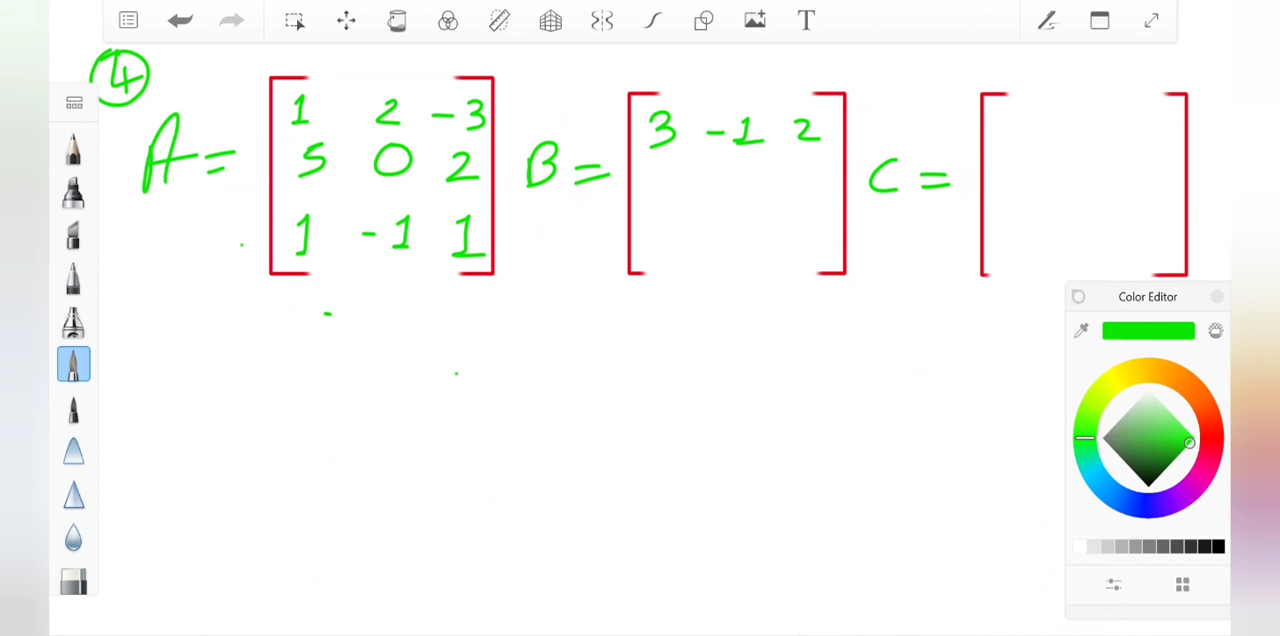 4
A = [ 1 2 -3
5 0 2
1 -1 1 ]
B = [ 3 -1 2 ]
C = [ ]
T
Color Editor